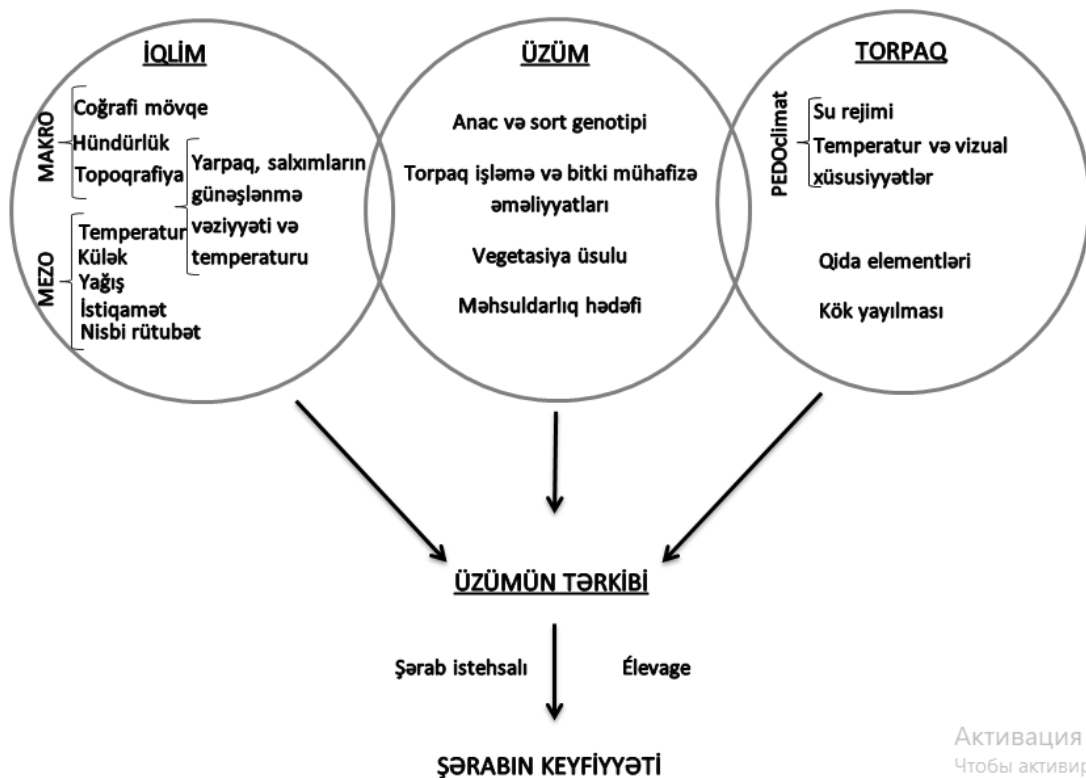 İQLİM
MAKRO
Coğrafi mövqe
Hündürlük
Topoqrafiya
Yarpaq, salxımların
günəşlənmə
vəziyyəti və
temperaturu
MEZO
Temperatur
Külək
Yağış
İstiqamət
Nisbi rütubət
ÜZÜM
Anac və sort genotipi
Torpaq işləmə və bitki mühafizə
əməliyyatları
Vegetasiya üsulu
Məhsuldarlıq hədəfi
TORPAQ
PEDOclimat
Su rejimi
Temperatur və vizual
xüsusiyyətlər
Qida elementləri
Kök yayılması
ÜZÜMÜN TƏRKİBİ
Şərab istehsalı
Élevage
ŞƏRABIN KEYFİYYƏTİ
Активация
Чтобы активир